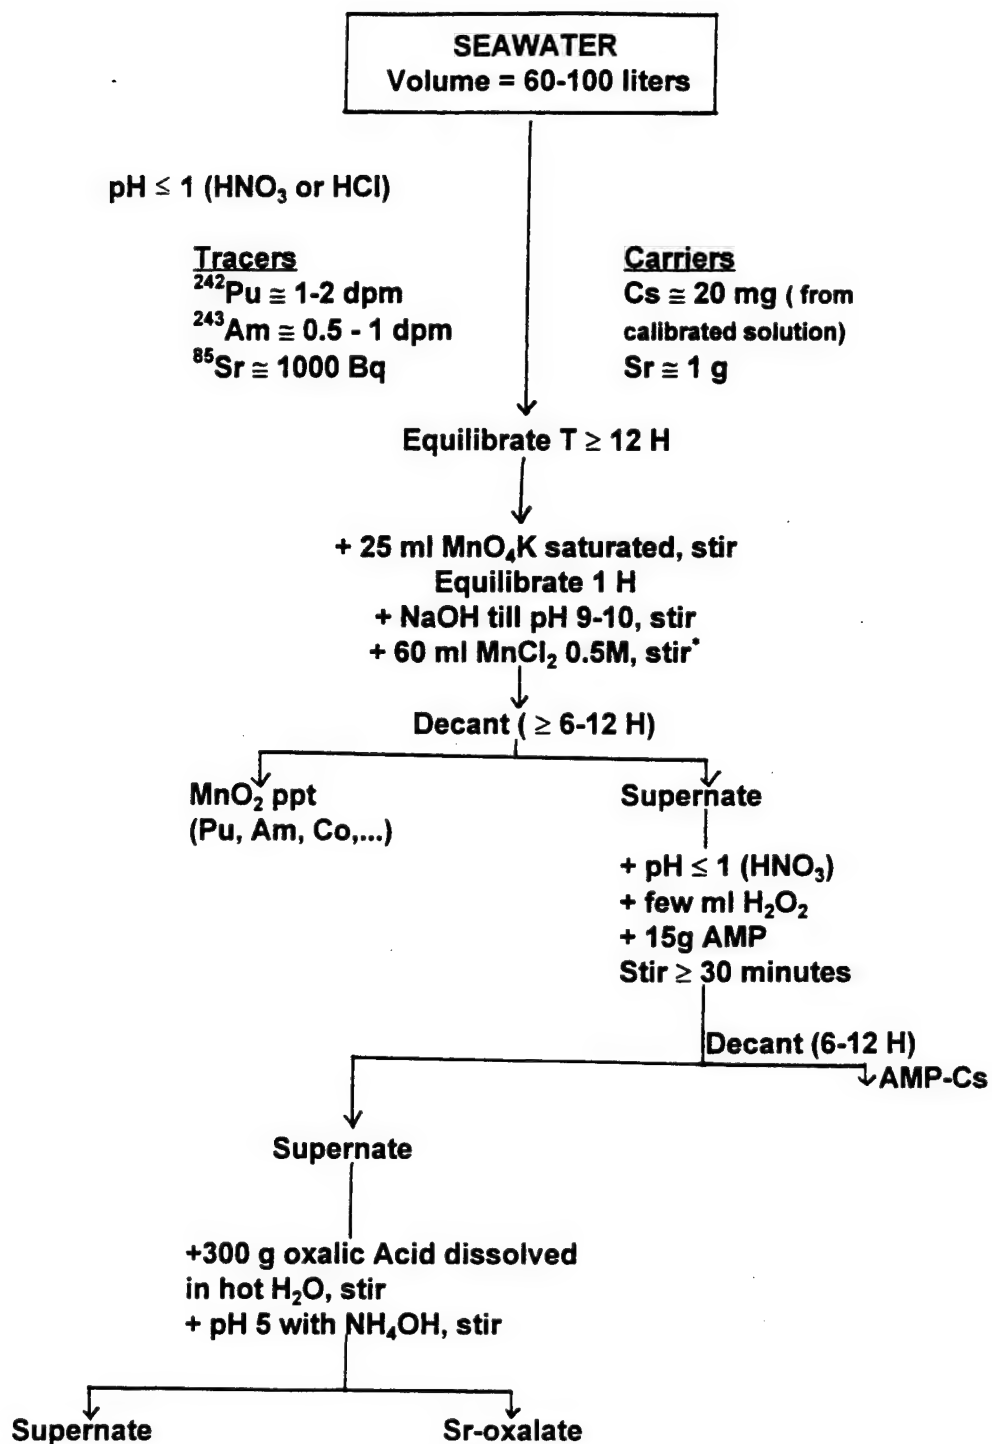 SEAWATER
Volume = 60-100 liters
pH ≤ 1 (HNO₃ or HCl)
Tracers
²⁴²Pu ≅ 1-2 dpm
²⁴³Am ≅ 0.5 - 1 dpm
⁸⁵Sr ≅ 1000 Bq
Carriers
Cs ≅ 20 mg ( from
calibrated solution)
Sr ≅ 1 g
Equilibrate T ≥ 12 H
+ 25 ml MnO₄K saturated, stir
Equilibrate 1 H
+ NaOH till pH 9-10, stir
+ 60 ml MnCl₂ 0.5M, stir*
Decant ( ≥ 6-12 H)
MnO₂ ppt
(Pu, Am, Co,...)
Supernate
+ pH ≤ 1 (HNO₃)
+ few ml H₂O₂
+ 15g AMP
Stir ≥ 30 minutes
Decant (6-12 H)
AMP-Cs
Supernate
+300 g oxalic Acid dissolved
in hot H₂O, stir
+ pH 5 with NH₄OH, stir
Supernate
Sr-oxalate